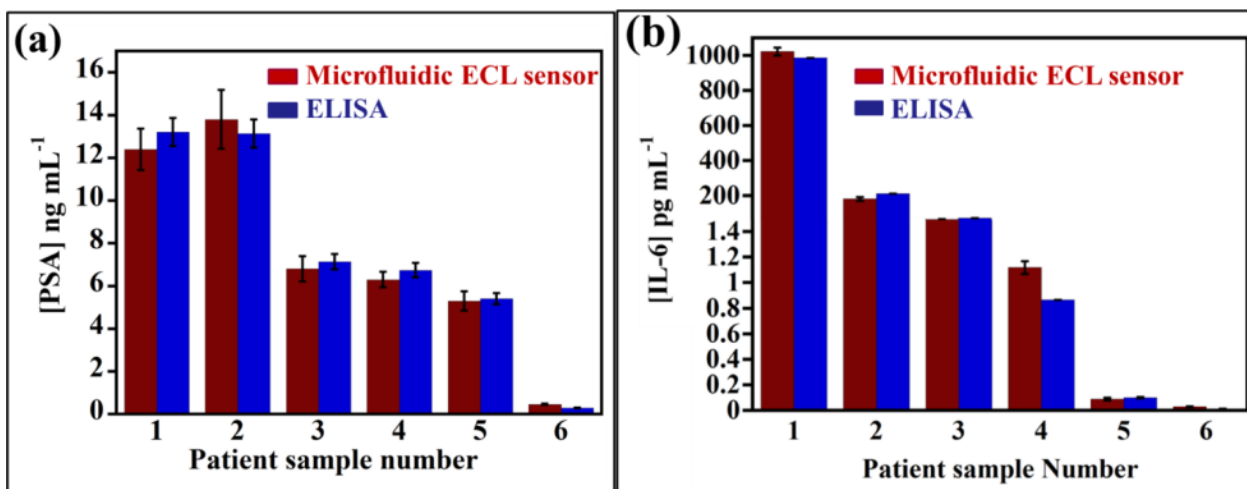 (a)
[PSA] ng mL⁻¹
16
14
12
10
8
6
4
2
0
Microfluidic ECL sensor
ELISA
1 2 3 4 5 6
Patient sample number
(b)
[IL-6] pg mL⁻¹
1000
800
600
400
200
1.4
1.2
1
0.8
0.6
0.4
0.2
0
Microfluidic ECL sensor
ELISA
1 2 3 4 5 6
Patient sample Number